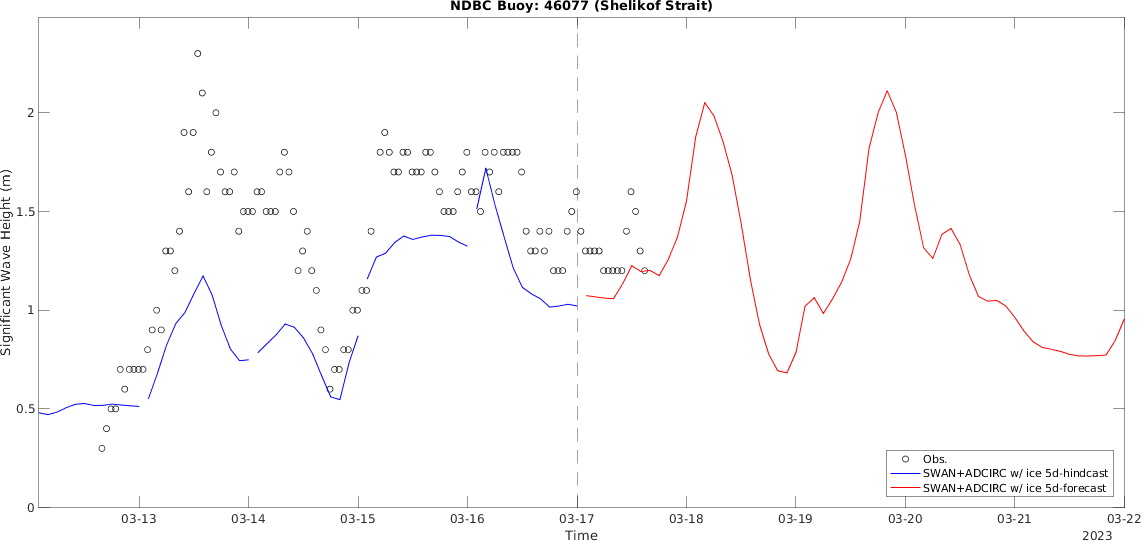 NDBC Buoy: 46077 (Shelikof Strait)
Significant Wave Height (m)
2
1.5
1
0.5
0
Obs.
SWAN+ADCIRC w/ ice 5d-hindcast
SWAN+ADCIRC w/ ice 5d-forecast
03-13 03-14 03-15 03-16 03-17 03-18 03-19 03-20 03-21 03-22
Time
2023